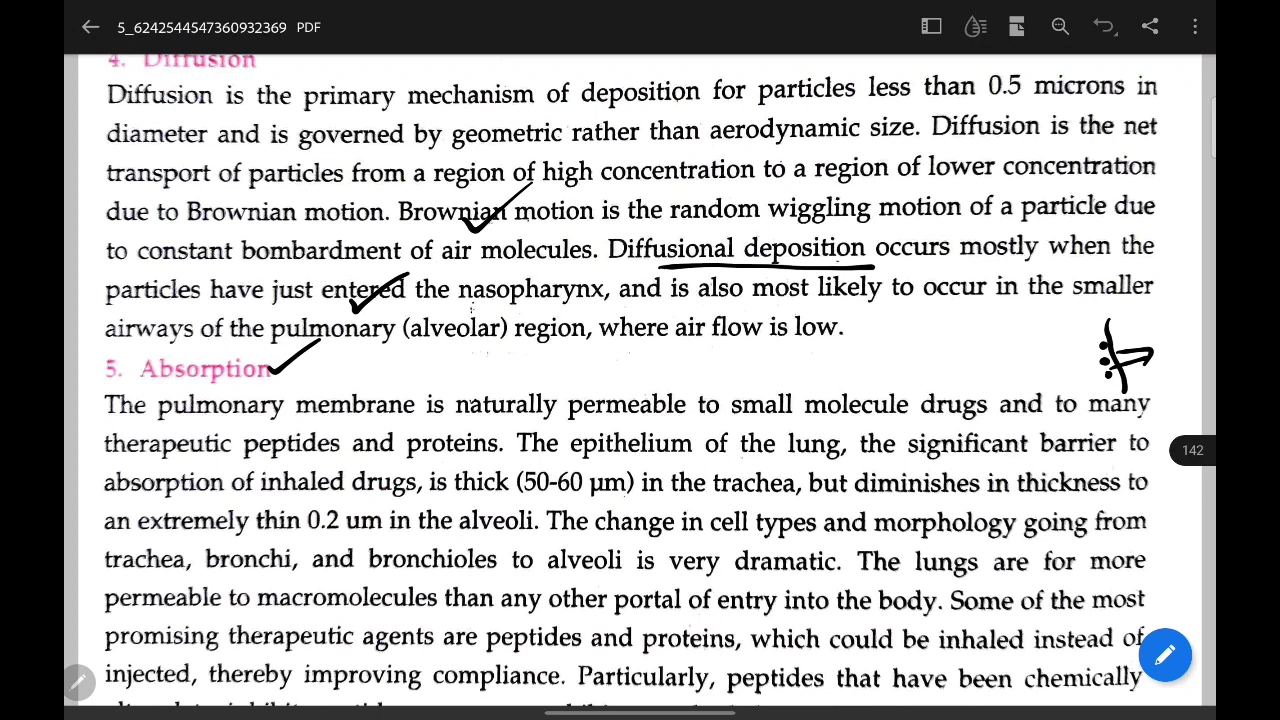 5_6242544547360932369 PDF
4. Diffusion
Diffusion is the primary mechanism of deposition for particles less than 0.5 microns in
diameter and is governed by geometric rather than aerodynamic size. Diffusion is the net
transport of particles from a region of high concentration to a region of lower concentration
due to Brownian motion. Brownian motion is the random wiggling motion of a particle due
to constant bombardment of air molecules. Diffusional deposition occurs mostly when the
particles have just entered the nasopharynx, and is also most likely to occur in the smaller
airways of the pulmonary (alveolar) region, where air flow is low.
5. Absorption
The pulmonary membrane is naturally permeable to small molecule drugs and to many
therapeutic peptides and proteins. The epithelium of the lung, the significant barrier to
absorption of inhaled drugs, is thick (50-60 μm) in the trachea, but diminishes in thickness to
142
an extremely thin 0.2 um in the alveoli. The change in cell types and morphology going from
trachea, bronchi, and bronchioles to alveoli is very dramatic. The lungs are for more
permeable to macromolecules than any other portal of entry into the body. Some of the most
promising therapeutic agents are peptides and proteins, which could be inhaled instead of
injected, thereby improving compliance. Particularly, peptides that have been chemically